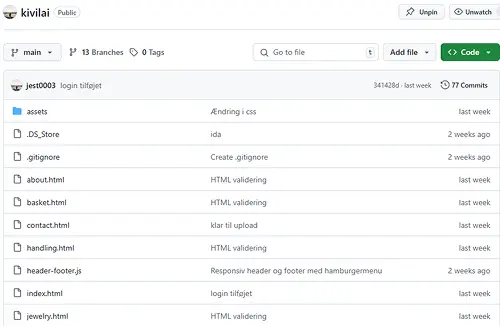 kivilai Public Unpin Unwatch
main 13 Branches 0 Tags Go to file t Add file Code
jest0003 login tilføjet 341428d · last week 77 Commits
assets Ændring i css last week
.DS_Store ida 2 weeks ago
.gitignore Create .gitignore 2 weeks ago
about.html HTML validering last week
basket.html HTML validering last week
contact.html klar til upload last week
handling.html HTML validering last week
header-footer.js Responsiv header og footer med hamburgermenu 2 weeks ago
index.html login tilføjet last week
jewelry.html HTML validering last week